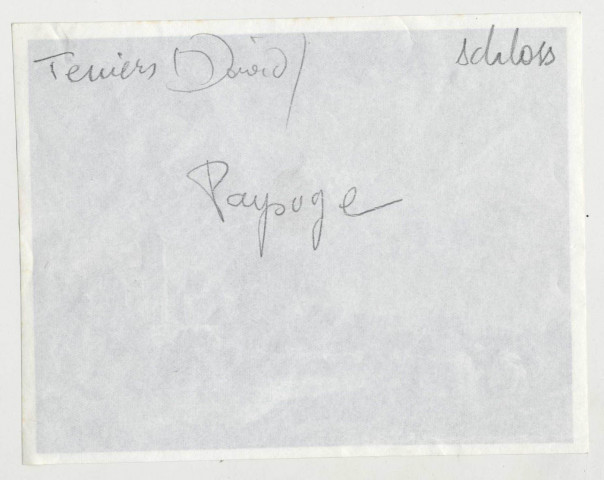 Teniers David schloss
Paysage